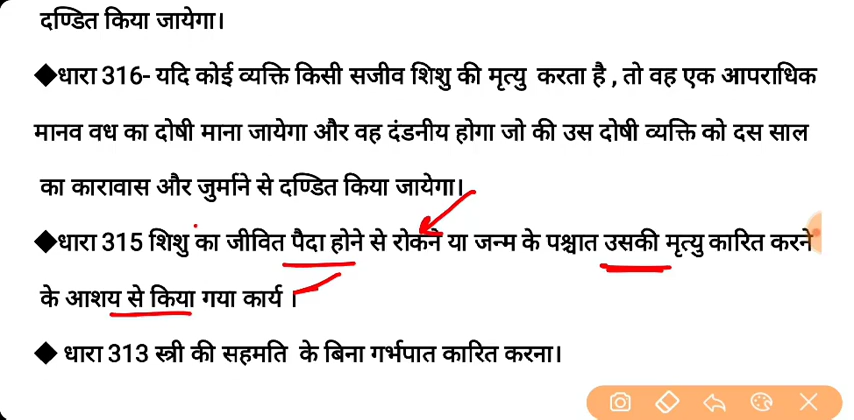 दण्डित किया जायेगा।
◆धारा 316- यदि कोई व्यक्ति किसी सजीव शिशु की मृत्यु करता है , तो वह एक आपराधिक
मानव वध का दोषी माना जायेगा और वह दंडनीय होगा जो की उस दोषी व्यक्ति को दस साल
का कारावास और जुर्माने से दण्डित किया जायेगा।
◆धारा 315 शिशु का जीवित पैदा होने से रोकने या जन्म के पश्चात उसकी मृत्यु कारित करने
के आशय से किया गया कार्य ।
◆ धारा 313 स्त्री की सहमति के बिना गर्भपात कारित करना।